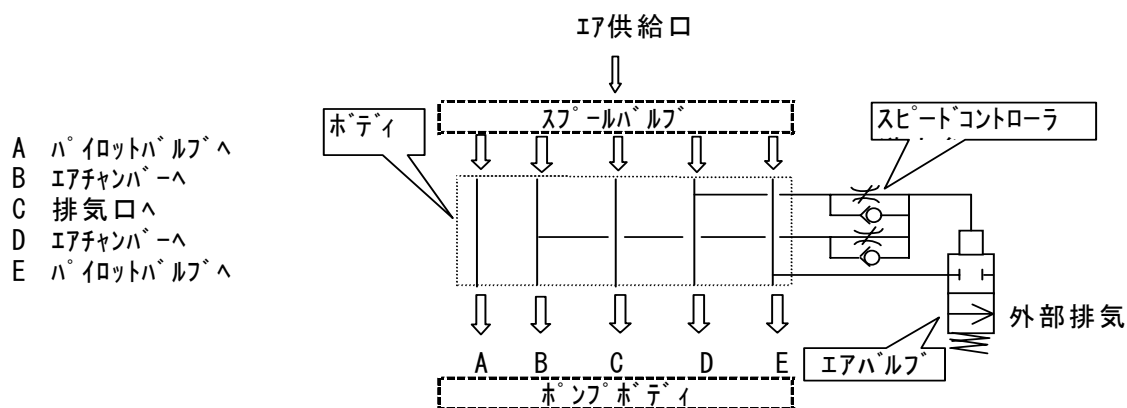 エア供給口
スプールバルブ
ボディ
スピードコントローラ
A パイロットバルブへ
B エアチャンバーへ
C 排気口へ
D エアチャンバーへ
E パイロットバルブへ
外部排気
エアバルブ
A B C D E
ポンプボディ